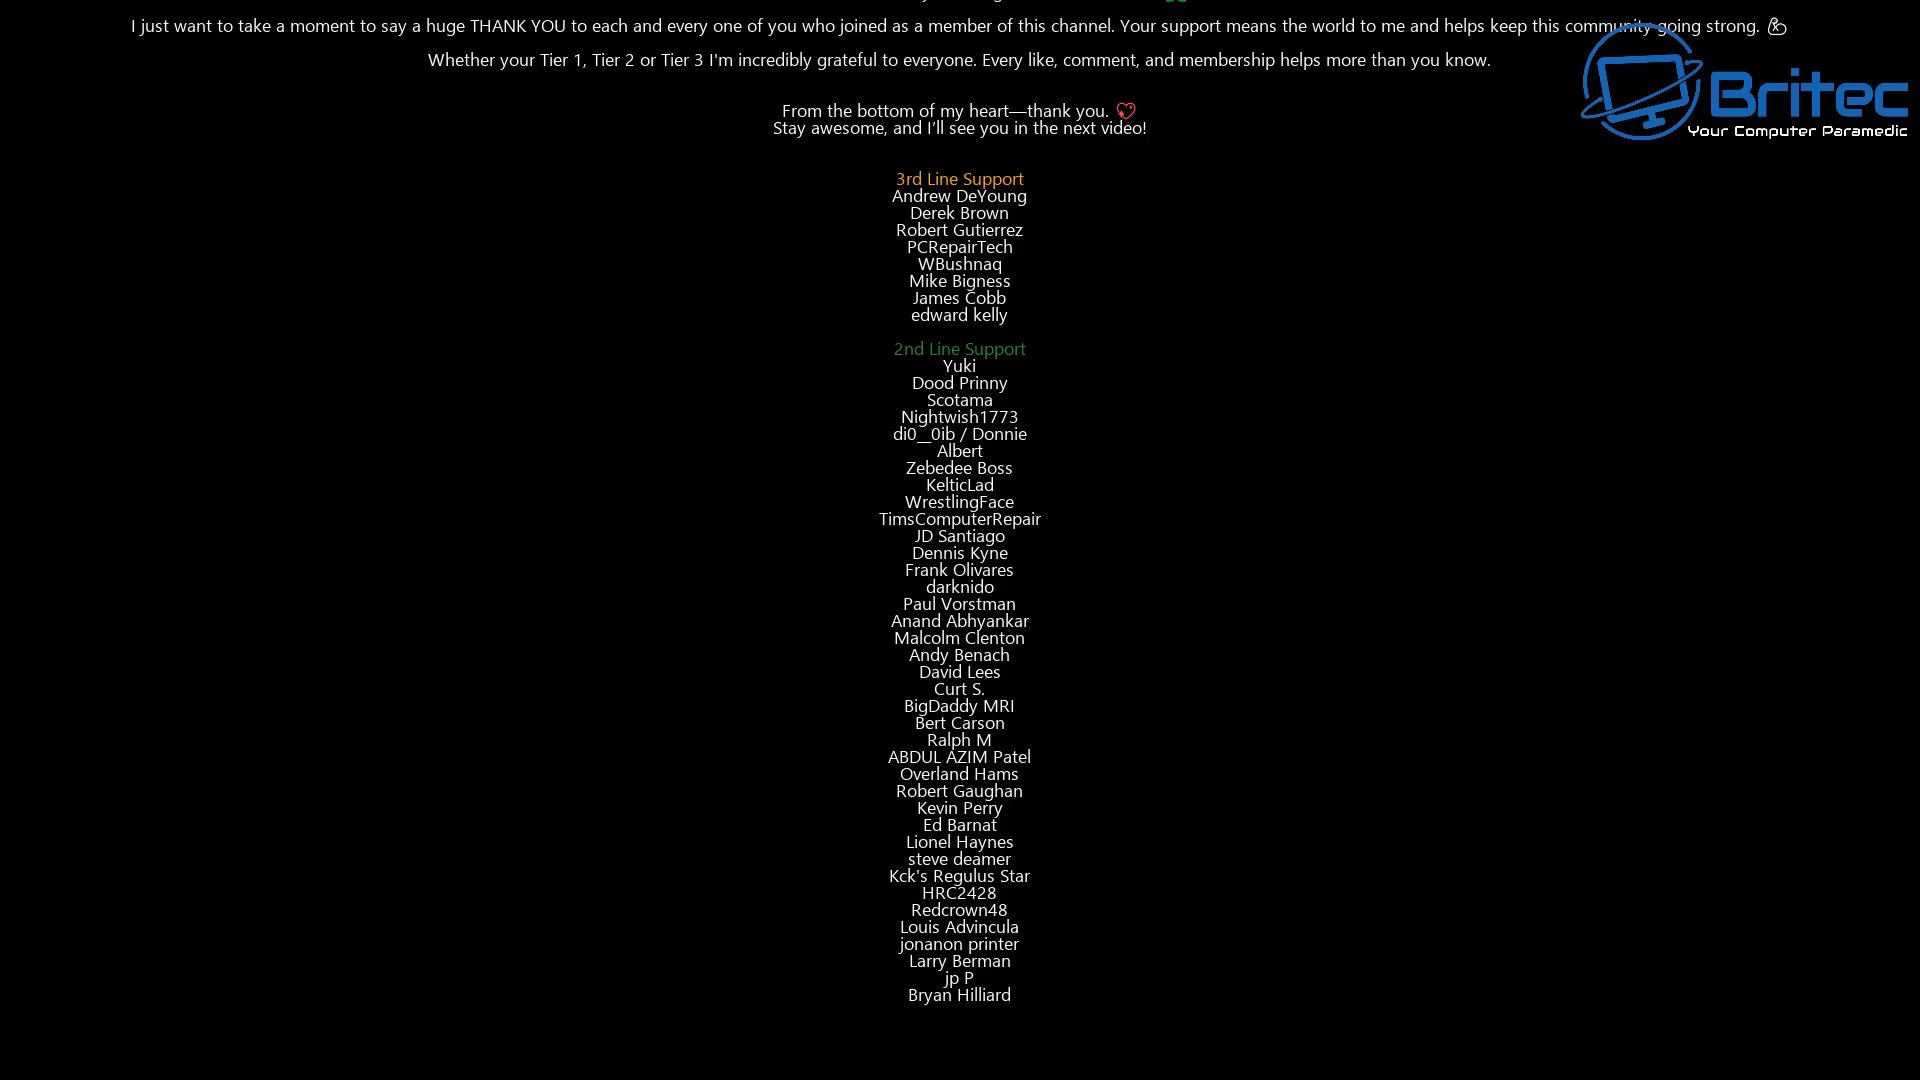 I just want to take a moment to say a huge THANK YOU to each and every one of you who joined as a member of this channel. Your support means the world to me and helps keep this community going strong. 💪
Whether your Tier 1, Tier 2 or Tier 3 I'm incredibly grateful to everyone. Every like, comment, and membership helps more than you know.
Britec
Your Computer Paramedic
From the bottom of my heart—thank you. 💖
Stay awesome, and I’ll see you in the next video!
3rd Line Support
Andrew DeYoung
Derek Brown
Robert Gutierrez
PCRepairTech
WBushnaq
Mike Bigness
James Cobb
edward kelly
2nd Line Support
Yuki
Dood Prinny
Scotama
Nightwish1773
di0__0ib / Donnie
Albert
Zebedee Boss
KelticLad
WrestlingFace
TimsComputerRepair
JD Santiago
Dennis Kyne
Frank Olivares
darknido
Paul Vorstman
Anand Abhyankar
Malcolm Clenton
Andy Benach
David Lees
Curt S.
BigDaddy MRI
Bert Carson
Ralph M
ABDUL AZIM Patel
Overland Hams
Robert Gaughan
Kevin Perry
Ed Barnat
Lionel Haynes
steve deamer
Kck's Regulus Star
HRC2428
Redcrown48
Louis Advincula
jonanon printer
Larry Berman
jp P
Bryan Hilliard